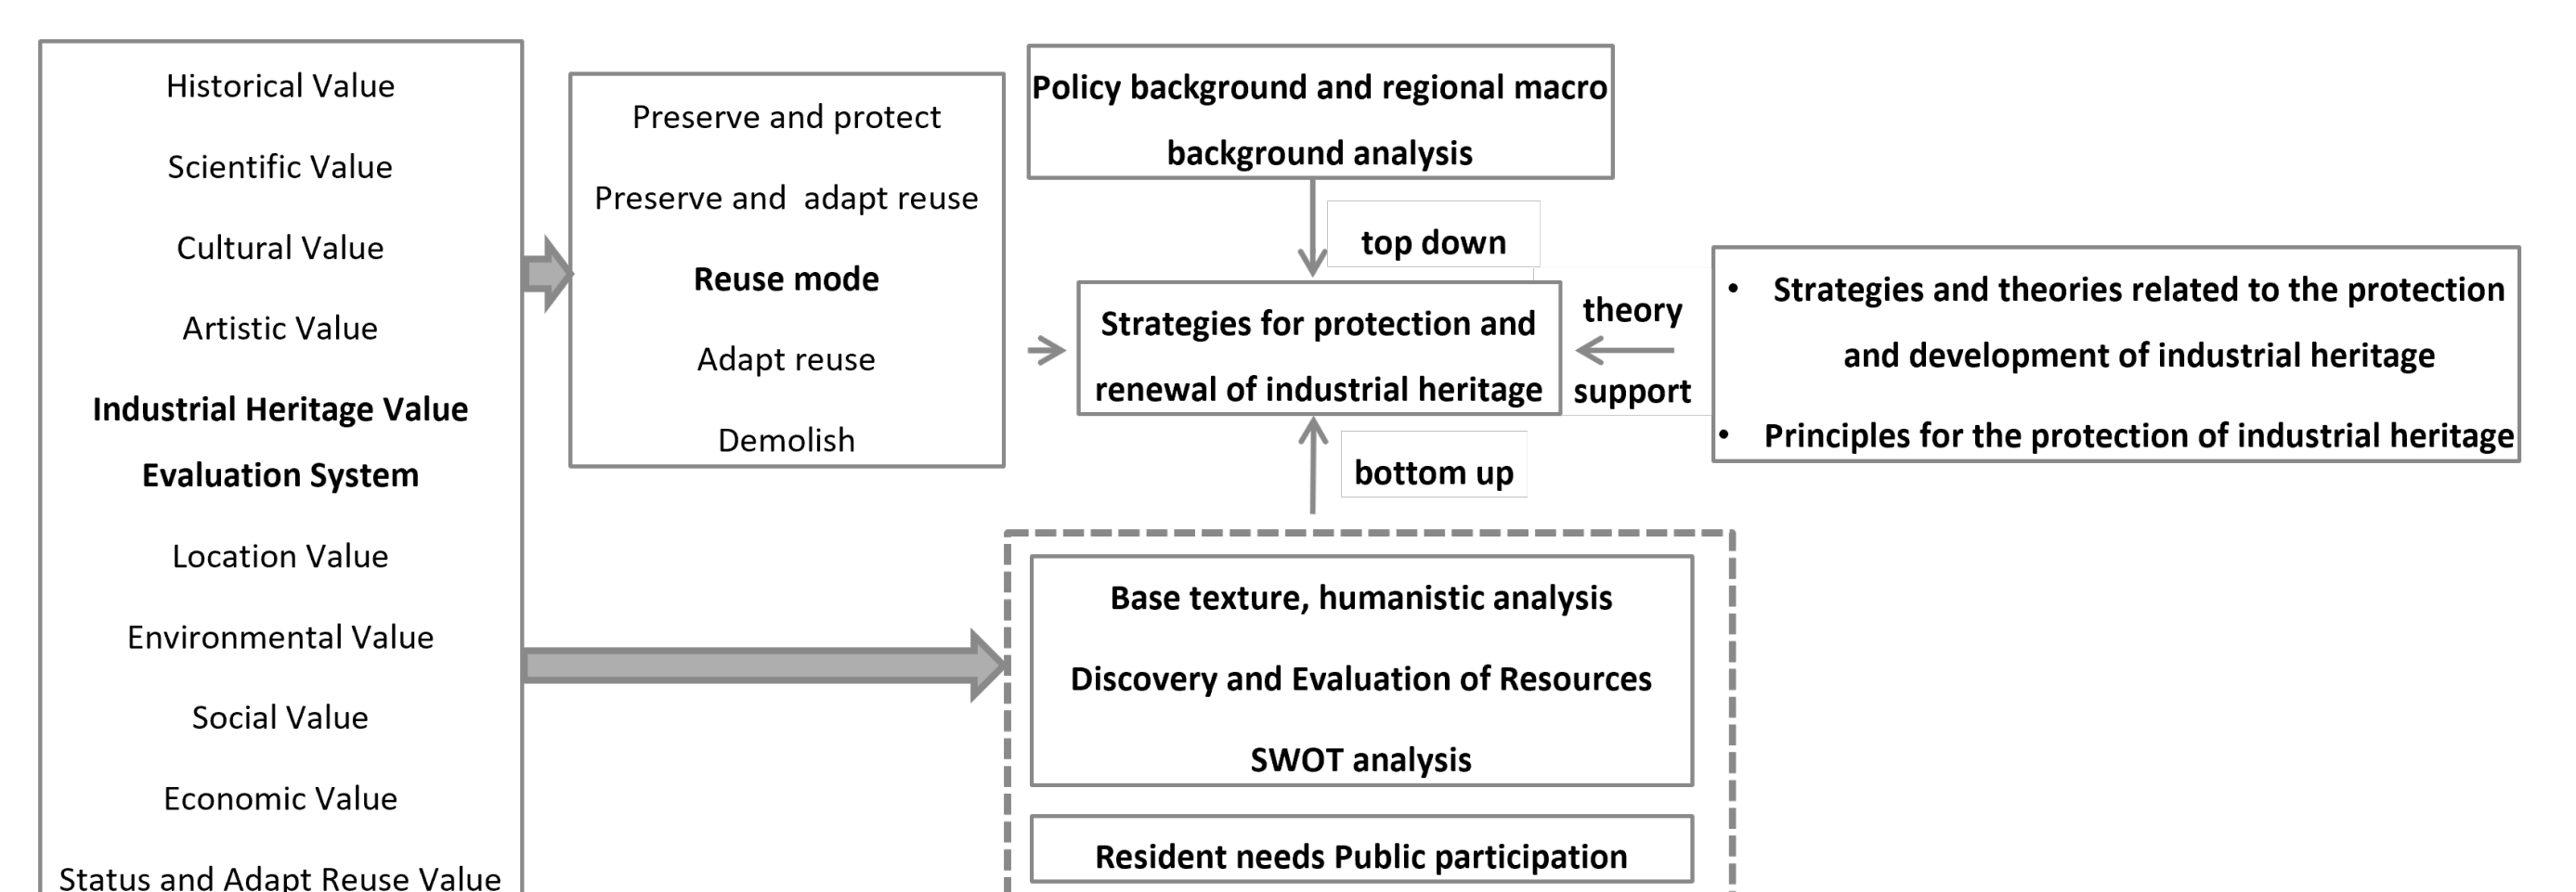 Historical Value
Scientific Value
Cultural Value
Artistic Value
Industrial Heritage Value
Evaluation System
Location Value
Environmental Value
Social Value
Economic Value
Status and Adapt Reuse Value
Preserve and protect
Preserve and adapt reuse
Reuse mode
Adapt reuse
Demolish
Policy background and regional macro
background analysis
top down
Strategies for protection and
renewal of industrial heritage
theory
support
• Strategies and theories related to the protection
and development of industrial heritage
• Principles for the protection of industrial heritage
bottom up
Base texture, humanistic analysis
Discovery and Evaluation of Resources
SWOT analysis
Resident needs Public participation